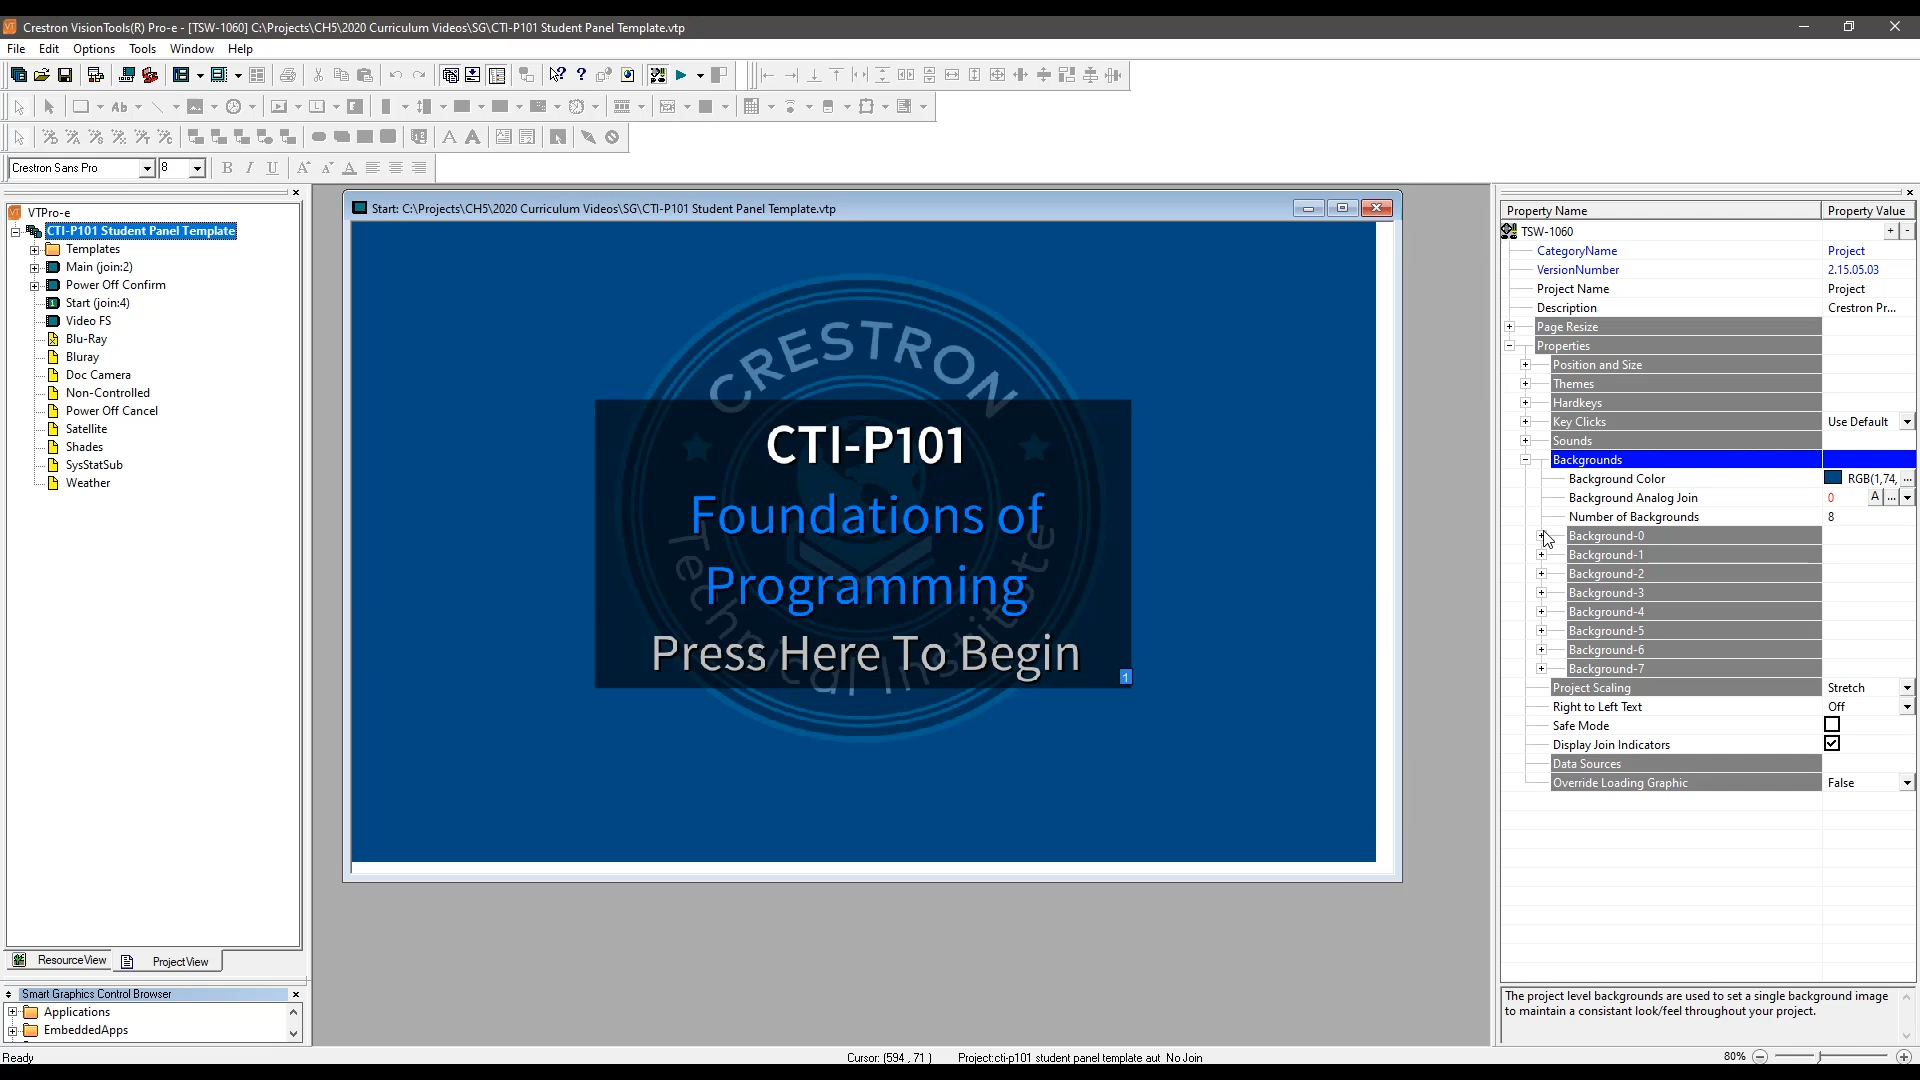 Crestron VisionTools(R) Pro-e - [TSW-1060] C:\Projects\CH5\2020 Curriculum Videos\SG\CTI-P101 Student Panel Template.vtp
File Edit Options Tools Window Help
Crestron Sans Pro 8
VTPro-e
CTI-P101 Student Panel Template
Templates
Main (join:2)
Power Off Confirm
Start (join:4)
Video FS
Blu-Ray
Bluray
Doc Camera
Non-Controlled
Power Off Cancel
Satellite
Shades
SysStatSub
Weather
ResourceView ProjectView
Smart Graphics Control Browser
Applications
EmbeddedApps
Start: C:\Projects\CH5\2020 Curriculum Videos\SG\CTI-P101 Student Panel Template.vtp
CRESTRON
CTI-P101
Foundations of
Programming
Press Here To Begin
1
Technical Institute
Property Name Property Value
TSW-1060 + -
CategoryName Project
VersionNumber 2.15.05.03
Project Name Project
Description Crestron Pr...
Page Resize
Properties
Position and Size
Themes
Hardkeys
Key Clicks Use Default
Sounds
Backgrounds
Background Color RGB(1,74, ...
Background Analog Join 0 A ...
Number of Backgrounds 8
Background-0
Background-1
Background-2
Background-3
Background-4
Background-5
Background-6
Background-7
Project Scaling Stretch
Right to Left Text Off
Safe Mode
Display Join Indicators
Data Sources
Override Loading Graphic False
The project level backgrounds are used to set a single background image
to maintain a consistant look/feel throughout your project.
Ready Cursor: (594 , 71 ) Project:cti-p101 student panel template aut No Join 80%